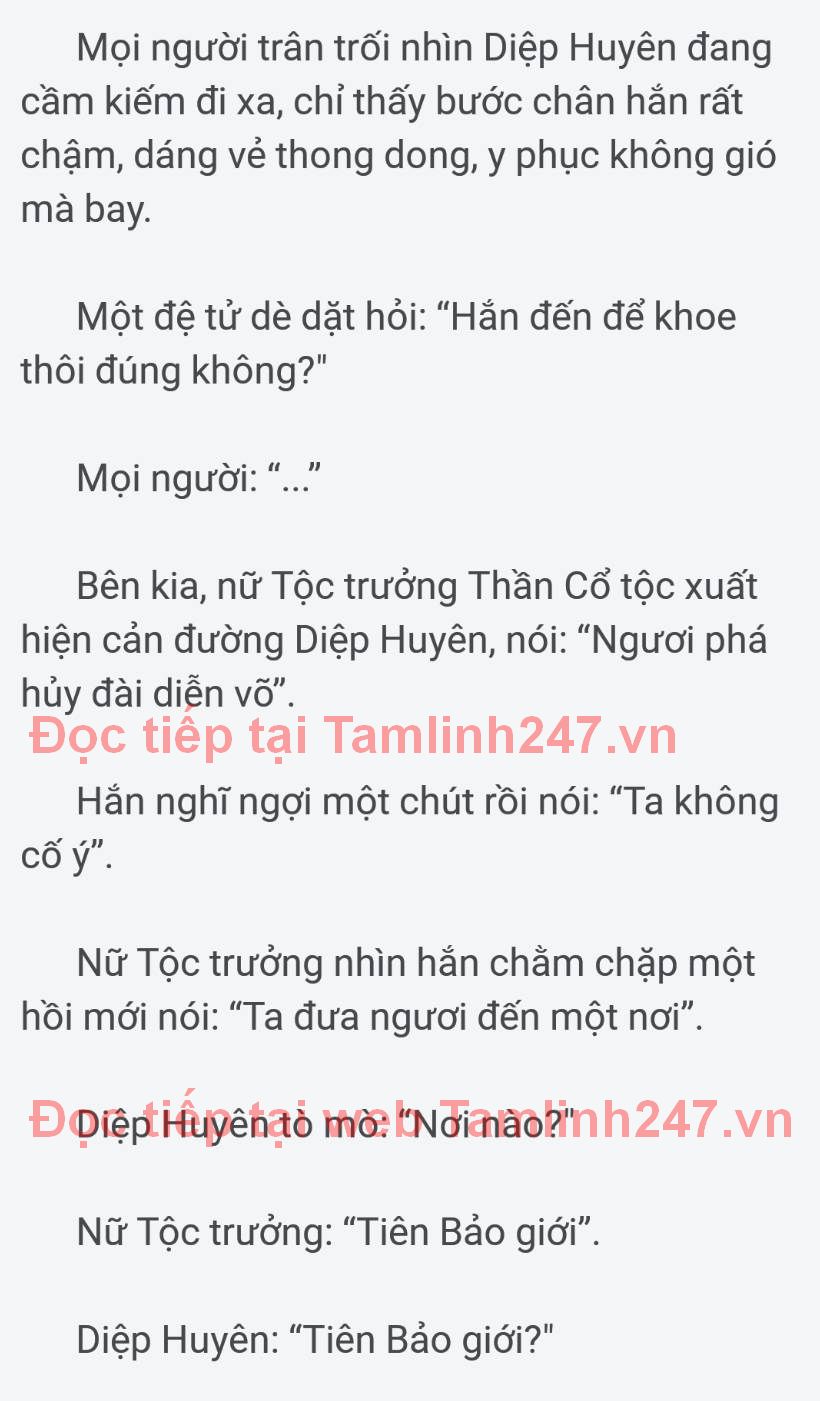 Mọi người trân trối nhìn Diệp Huyên đang
cầm kiếm đi xa, chỉ thấy bước chân hắn rất
chậm, dáng vẻ thong dong, y phục không gió
mà bay.
Một đệ tử dè dặt hỏi: “Hắn đến để khoe
thôi đúng không?"
Mọi người: “...”
Bên kia, nữ Tộc trưởng Thần Cổ tộc xuất
hiện cản đường Diệp Huyên, nói: “Ngươi phá
hủy đài diễn võ”.
Đọc tiếp tại Tamlinh247.vn
Hắn nghĩ ngợi một chút rồi nói: “Ta không
cố ý”.
Nữ Tộc trưởng nhìn hắn chằm chặp một
hồi mới nói: “Ta đưa ngươi đến một nơi”.
Đọc tiếp tại web Tamlinh247.vn
Diệp Huyên tò mò: “Nơi nào?"
Nữ Tộc trưởng: “Tiên Bảo giới”.
Diệp Huyên: “Tiên Bảo giới?"